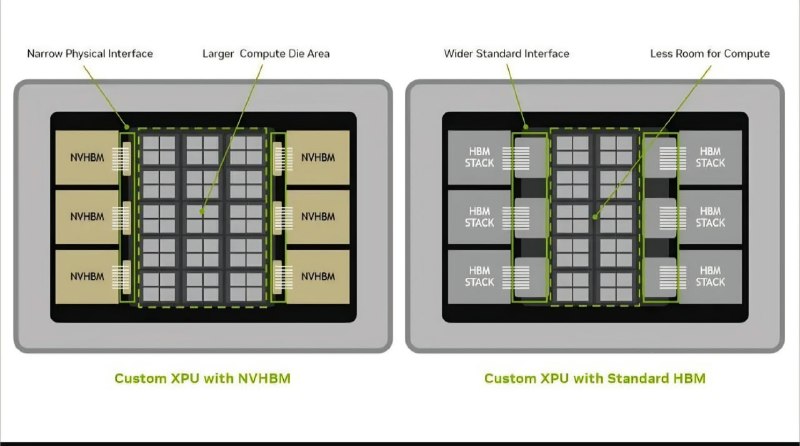 Narrow Physical Interface
Larger Compute Die Area
Wider Standard Interface
Less Room for Compute
NVHBM
NVHBM
NVHBM
NVHBM
NVHBM
NVHBM
HBM
STACK
HBM
STACK
HBM
STACK
HBM
STACK
HBM
STACK
HBM
STACK
Custom XPU with NVHBM
Custom XPU with Standard HBM